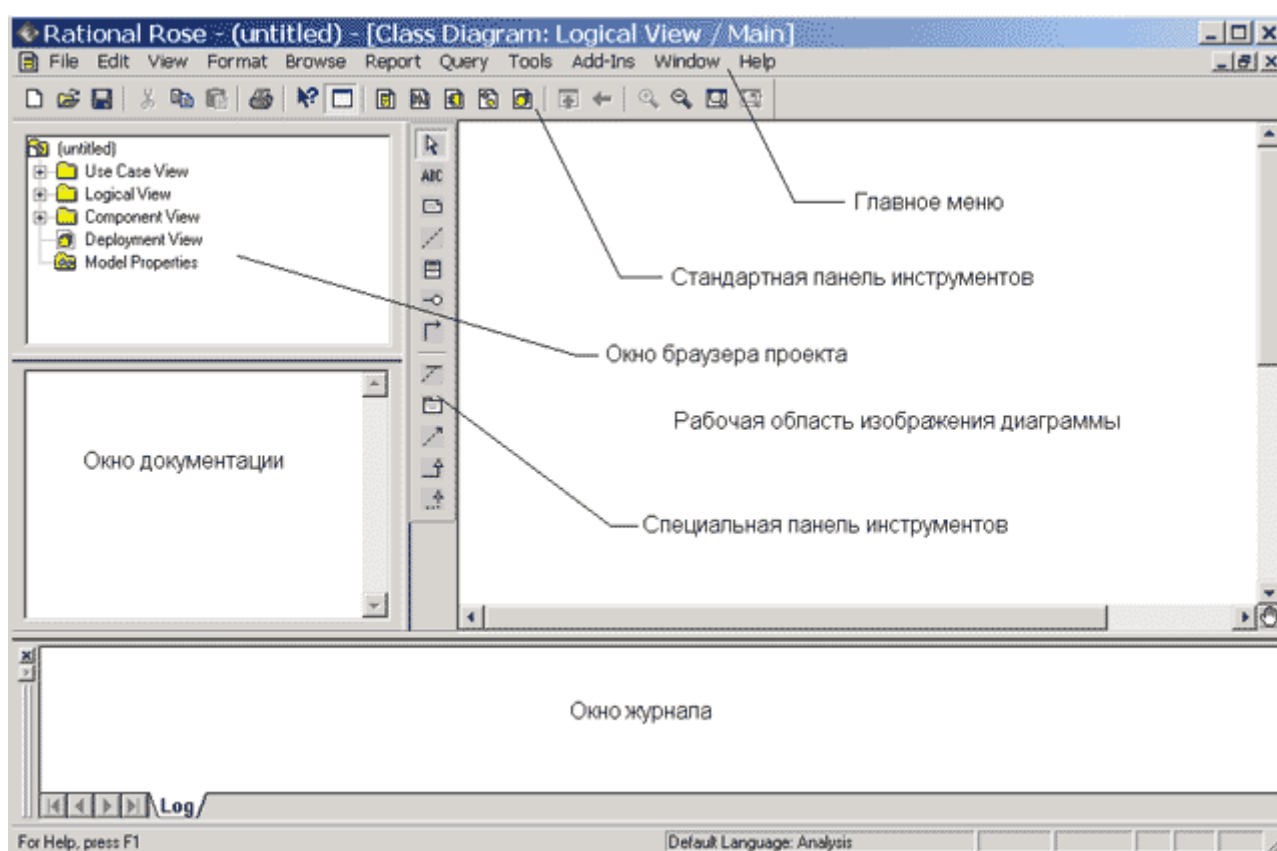 Rational Rose - (untitled) - [Class Diagram: Logical View / Main]
File Edit View Format Browse Report Query Tools Add-Ins Window Help
(untitled)
Use Case View
Logical View
Component View
Deployment View
Model Properties
ABC
Главное меню
Стандартная панель инструментов
Окно браузера проекта
Рабочая область изображения диаграммы
Окно документации
Специальная панель инструментов
Окно журнала
Log
For Help, press F1
Default Language: Analysis